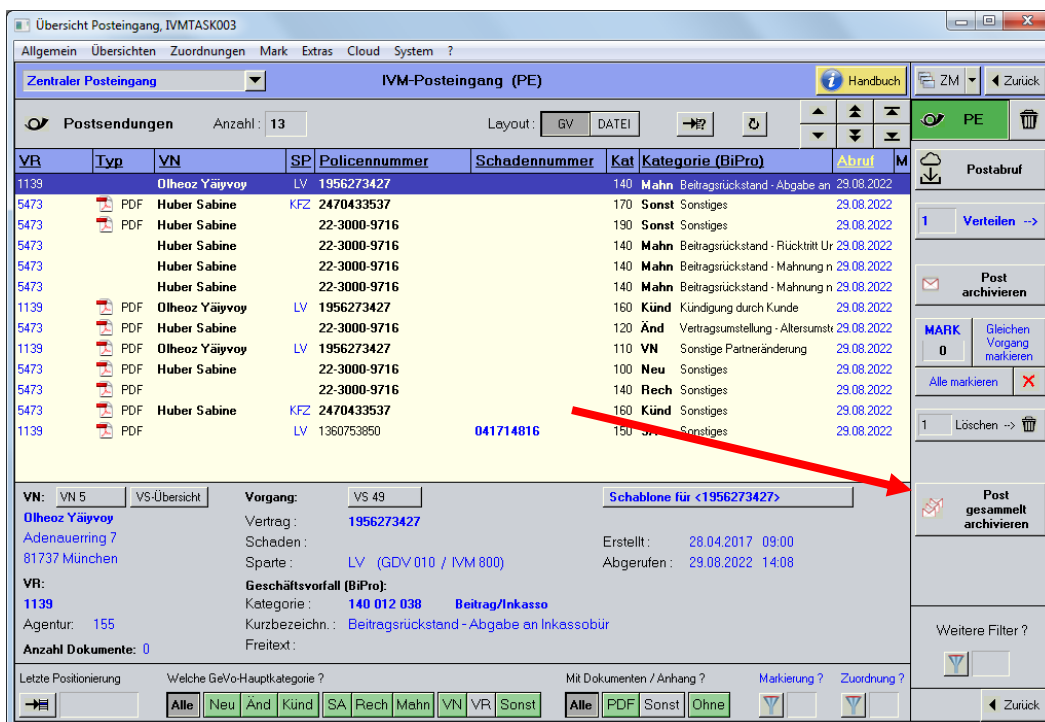 Übersicht Posteingang, IVMTASK003
Allgemein Übersichten Zuordnungen Mark Extras Cloud System ?
Zentraler Posteingang IVM-Posteingang (PE) Handbuch ZM Zurück
Postsendungen Anzahl : 13 Layout : GV DATEI PE
VR Typ VN SP Policennummer Schadennummer Kat Kategorie (BiPro) Abruf M
1139 Olheoz Yäiyvoy LV 1956273427 140 Mahn Beitragsrückstand - Abgabe an 29.08.2022
5473 PDF Huber Sabine KFZ 2470433537 170 Sonst Sonstiges 29.08.2022
5473 PDF Huber Sabine 22-3000-9716 190 Sonst Sonstiges 29.08.2022
5473 Huber Sabine 22-3000-9716 140 Mahn Beitragsrückstand - Rücktritt Ur 29.08.2022
5473 Huber Sabine 22-3000-9716 140 Mahn Beitragsrückstand - Mahnung n 29.08.2022
5473 Huber Sabine 22-3000-9716 140 Mahn Beitragsrückstand - Mahnung n 29.08.2022
1139 PDF Olheoz Yäiyvoy LV 1956273427 160 Künd Kündigung durch Kunde 29.08.2022
5473 PDF Huber Sabine 22-3000-9716 120 Änd Vertragsumstellung - Altersumste 29.08.2022
1139 PDF Olheoz Yäiyvoy LV 1956273427 110 VN Sonstige Partneränderung 29.08.2022
5473 PDF Huber Sabine 22-3000-9716 100 Neu Sonstiges 29.08.2022
5473 PDF 22-3000-9716 140 Rech Sonstiges 29.08.2022
5473 PDF Huber Sabine KFZ 2470433537 160 Künd Sonstiges 29.08.2022
1139 PDF LV 1360753850 041714816 150 SA Sonstiges 29.08.2022
Postabruf
1 Verteilen -->
Post
archivieren
MARK
0
Gleichen
Vorgang
markieren
Alle markieren
1 Löschen -->
Post
gesammelt
archivieren
VN: VN 5 VS-Übersicht Vorgang: VS 49 Schablone für <1956273427>
Olheoz Yäiyvoy Vertrag : 1956273427
Adenauerring 7 Schaden : Erstellt : 28.04.2017 09:00
81737 München Sparte : LV (GDV 010 / IVM 800) Abgerufen : 29.08.2022 14:08
VR: Geschäftsvorfall (BiPro):
1139 Kategorie : 140 012 038 Beitrag/Inkasso
Agentur: 155 Kurzbezeichn. : Beitragsrückstand - Abgabe an Inkassobür
Anzahl Dokumente: 0 Freitext :
Weitere Filter ?
Letzte Positionierung Welche GeVo-Hauptkategorie ? Mit Dokumenten / Anhang ? Markierung ? Zuordnung ?
Alle Neu Änd Künd SA Rech Mahn VN VR Sonst Alle PDF Sonst Ohne Zurück